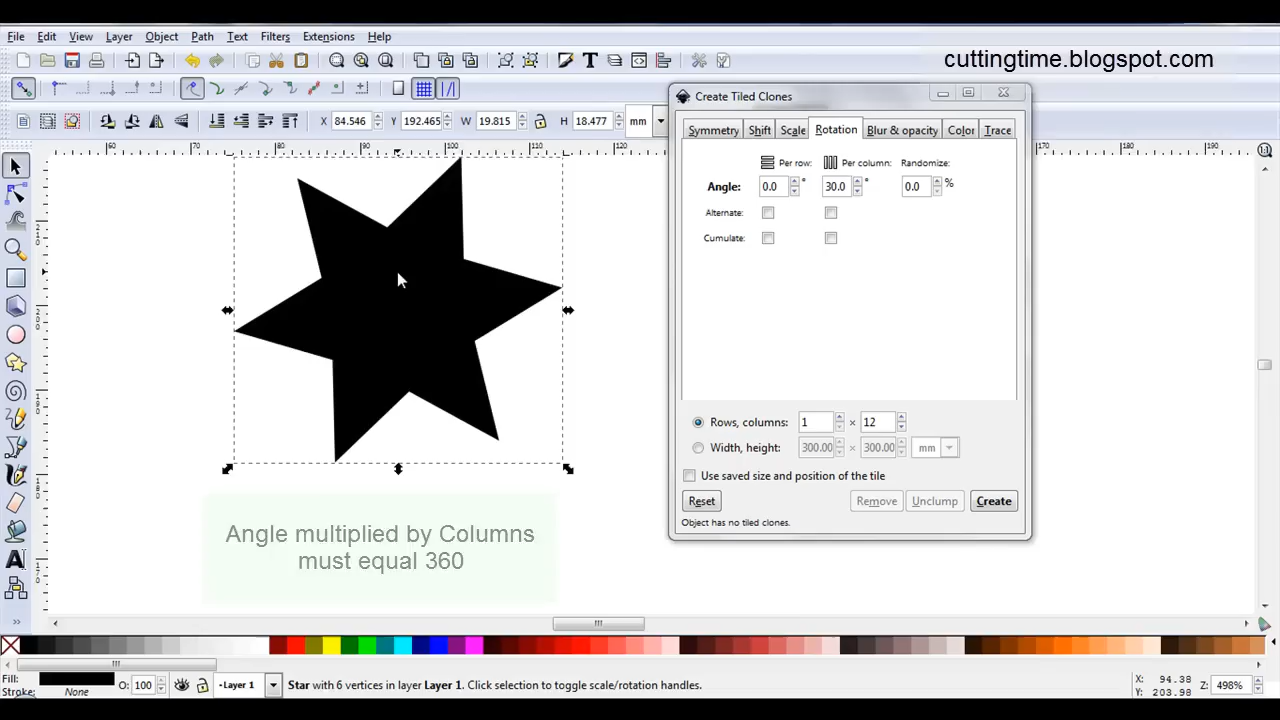 File Edit View Layer Object Path Text Filters Extensions Help
cuttingtime.blogspot.com
X 84.546 Y 192.465 W 19.815 H 18.477 mm
Create Tiled Clones
Symmetry Shift Scale Rotation Blur & opacity Color Trace
Per row: Per column: Randomize:
Angle: 0.0 ° 30.0 ° 0.0 %
Alternate:
Cumulate:
Rows, columns: 1 × 12
Width, height: 300.00 × 300.00 mm
Use saved size and position of the tile
Reset Remove Unclump Create
Object has no tiled clones.
Angle multiplied by Columns
must equal 360
Fill:
Stroke: None
O: 100
Layer 1
Star with 6 vertices in layer Layer 1. Click selection to toggle scale/rotation handles.
X: 94.38
Y: 203.98
Z: 498%